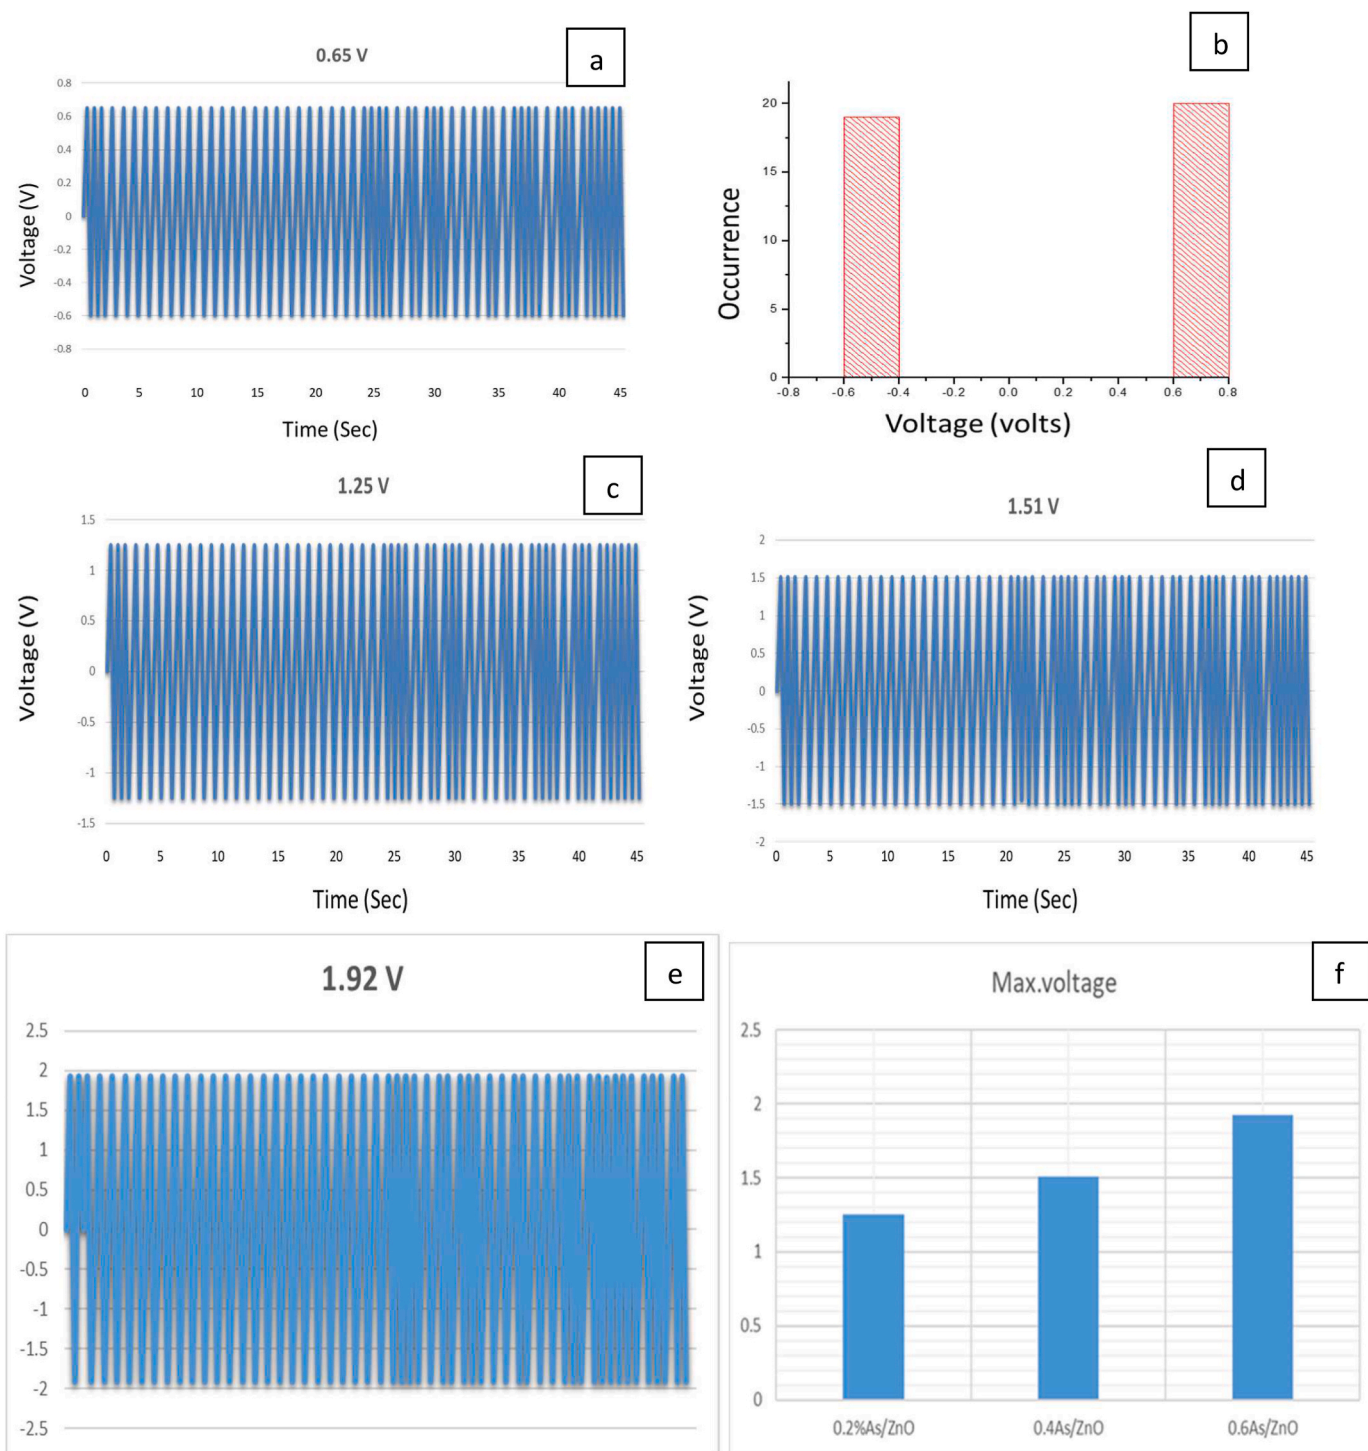 a
0.65 V
0.8
0.6
0.4
0.2
0
-0.2
-0.4
-0.6
-0.8
Voltage (V)
0 5 10 15 20 25 30 35 40 45
Time (Sec)
b
20
15
10
5
0
Occurrence
-0.8 -0.6 -0.4 -0.2 0.0 0.2 0.4 0.6 0.8
Voltage (volts)
c
1.25 V
1.5
1
0.5
0
-0.5
-1
-1.5
Voltage (V)
0 5 10 15 20 25 30 35 40 45
Time (Sec)
d
1.51 V
2
1.5
1
0.5
0
-0.5
-1
-1.5
-2
Voltage (V)
0 5 10 15 20 25 30 35 40 45
Time (Sec)
e
1.92 V
2.5
2
1.5
1
0.5
0
-0.5
-1
-1.5
-2
-2.5
f
Max.voltage
2.5
2
1.5
1
0.5
0
0.2%As/ZnO 0.4As/ZnO 0.6As/ZnO